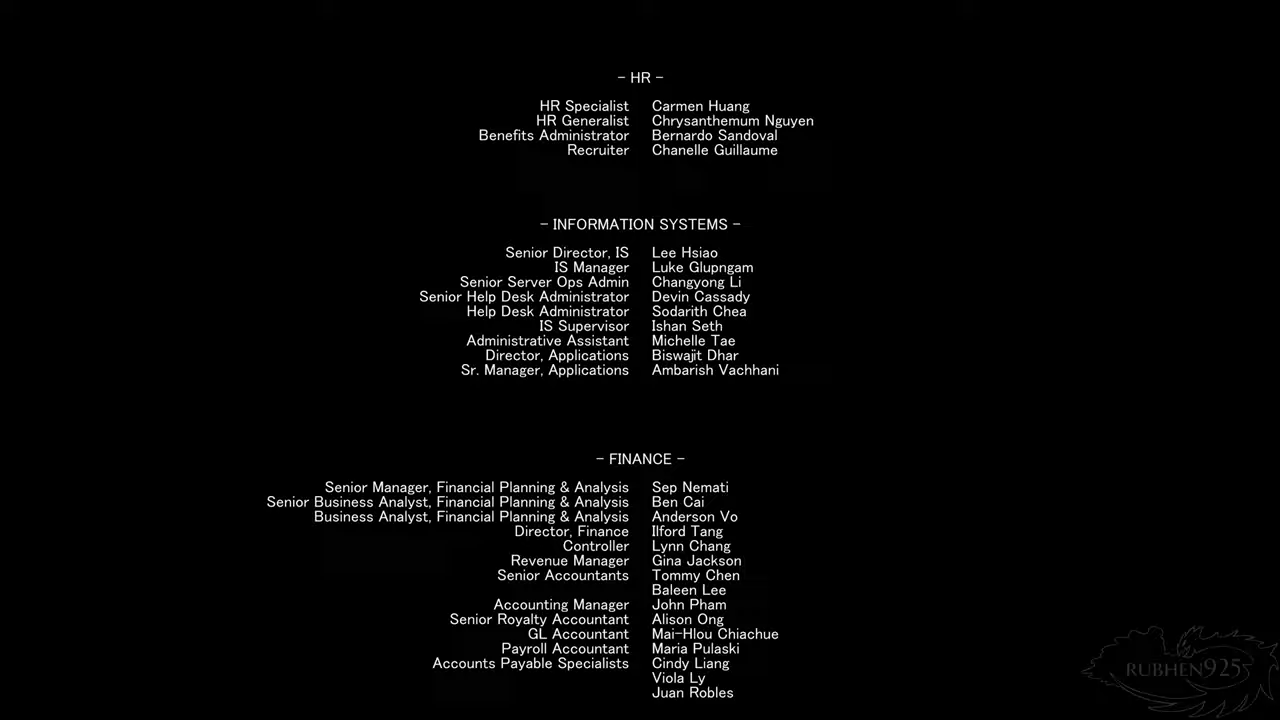 - HR -
HR Specialist Carmen Huang
HR Generalist Chrysanthemum Nguyen
Benefits Administrator Bernardo Sandoval
Recruiter Chanelle Guillaume
- INFORMATION SYSTEMS -
Senior Director, IS Lee Hsiao
IS Manager Luke Glupngam
Senior Server Ops Admin Changyong Li
Senior Help Desk Administrator Devin Cassady
Help Desk Administrator Sodarith Chea
IS Supervisor Ishan Seth
Administrative Assistant Michelle Tae
Director, Applications Biswajit Dhar
Sr. Manager, Applications Ambarish Vachhani
- FINANCE -
Senior Manager, Financial Planning & Analysis Sep Nemati
Senior Business Analyst, Financial Planning & Analysis Ben Cai
Business Analyst, Financial Planning & Analysis Anderson Vo
Director, Finance Ilford Tang
Controller Lynn Chang
Revenue Manager Gina Jackson
Senior Accountants Tommy Chen
Baleen Lee
Accounting Manager John Pham
Senior Royalty Accountant Alison Ong
GL Accountant Mai-Hlou Chiachue
Payroll Accountant Maria Pulaski
Accounts Payable Specialists Cindy Liang
Viola Ly
Juan Robles
RUBHEN925